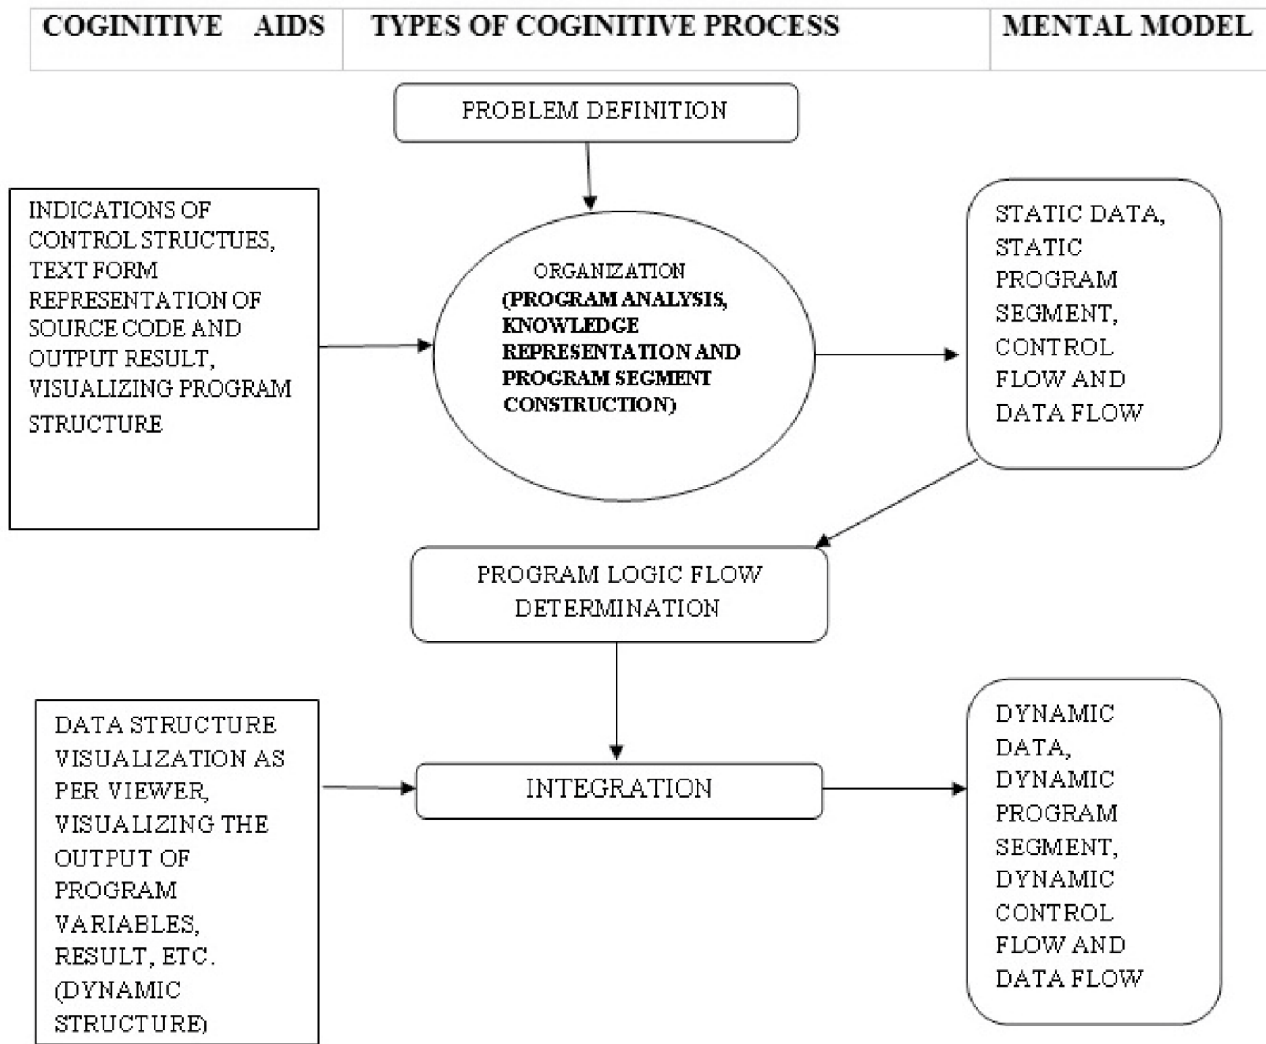 COGINITIVE AIDS
TYPES OF COGINITIVE PROCESS
MENTAL MODEL
PROBLEM DEFINITION
INDICATIONS OF
CONTROL STRUCTUES,
TEXT FORM
REPRESENTATION OF
SOURCE CODE AND
OUTPUT RESULT,
VISUALIZING PROGRAM
STRUCTURE
ORGANIZATION
(PROGRAM ANALYSIS,
KNOWLEDGE
REPRESENTATION AND
PROGRAM SEGMENT
CONSTRUCTION)
STATIC DATA,
STATIC
PROGRAM
SEGMENT,
CONTROL
FLOW AND
DATA FLOW
PROGRAM LOGIC FLOW
DETERMINATION
DATA STRUCTURE
VISUALIZATION AS
PER VIEWER,
VISUALIZING THE
OUTPUT OF
PROGRAM
VARIABLES,
RESULT, ETC.
(DYNAMIC
STRUCTURE)
INTEGRATION
DYNAMIC
DATA,
DYNAMIC
PROGRAM
SEGMENT,
DYNAMIC
CONTROL
FLOW AND
DATA FLOW